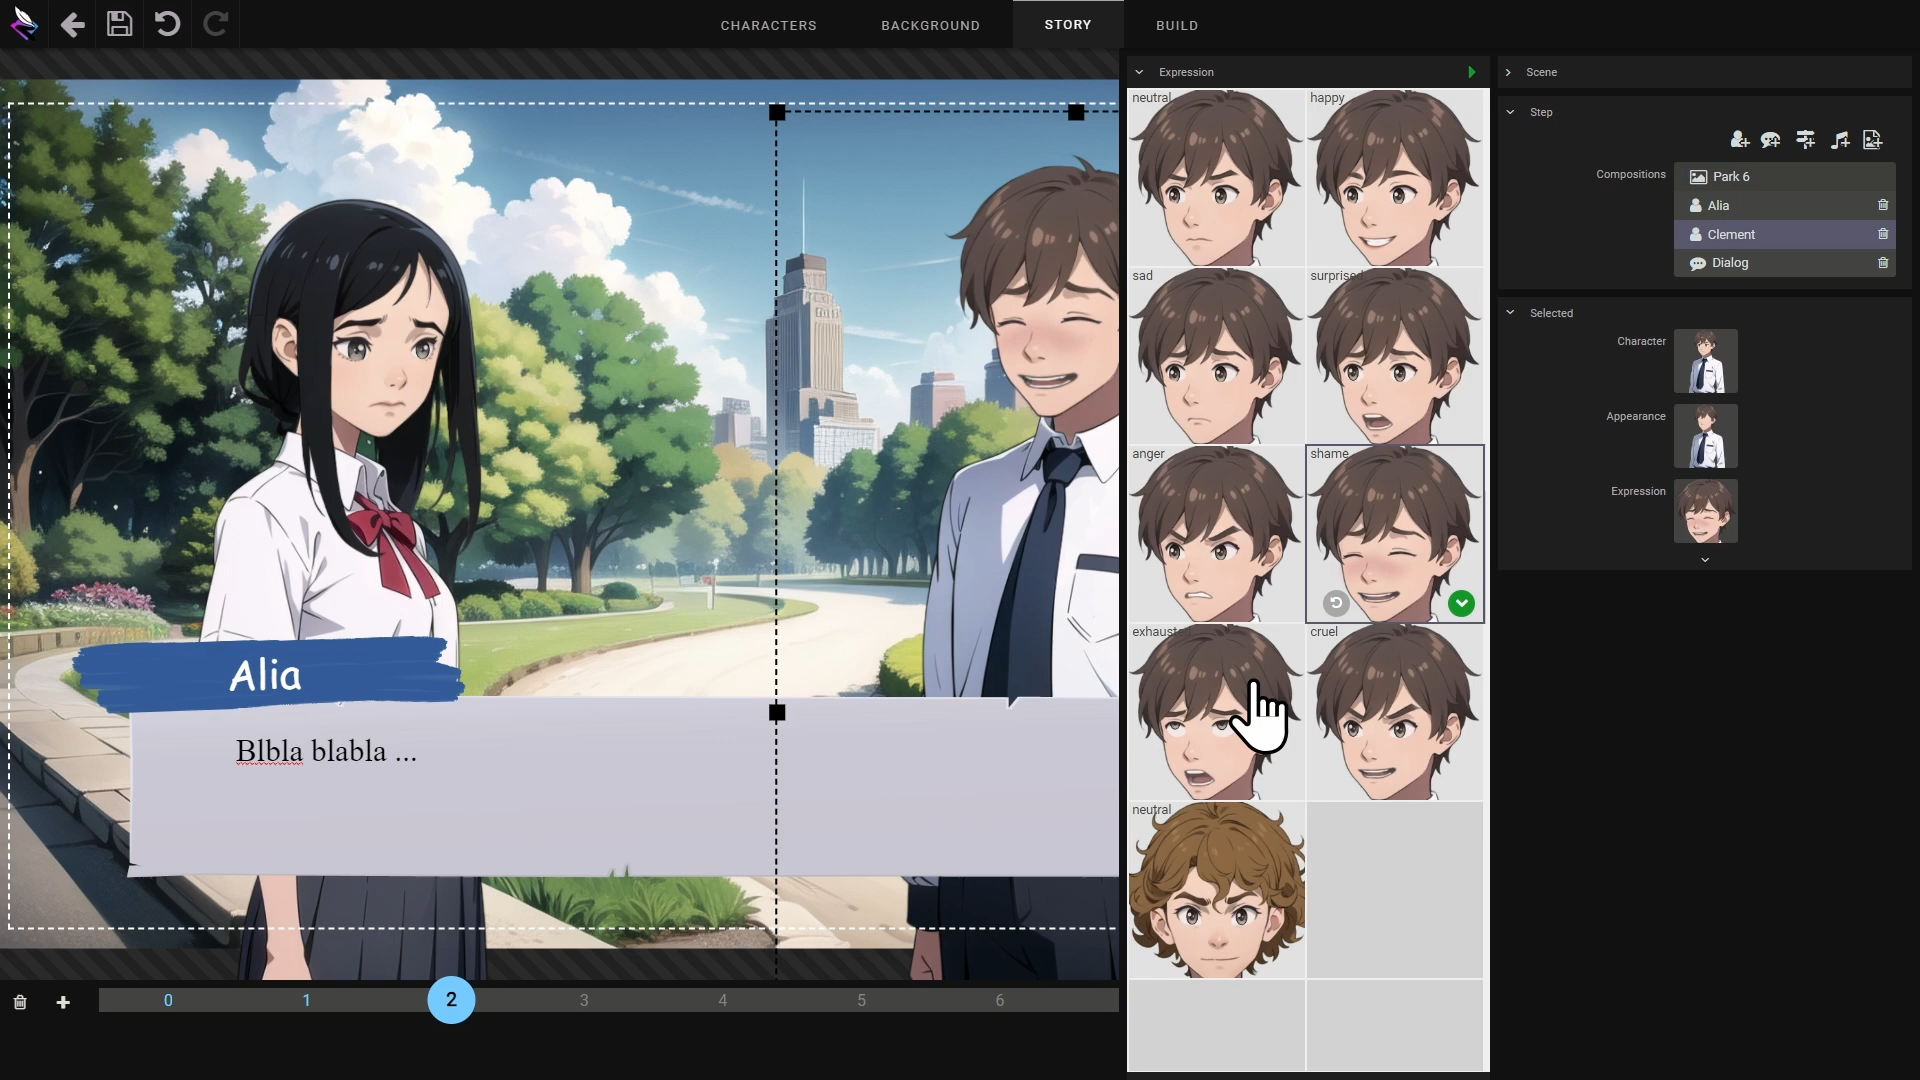 CHARACTERS
BACKGROUND
STORY
BUILD
Expression
neutral
happy
sad
surprised
anger
shame
exhausted
cruel
neutral
Scene
Step
Compositions
Park 6
Alia
Clement
Dialog
Selected
Character
Appearance
Expression
Alia
Blbla blabla ...
0
1
2
3
4
5
6